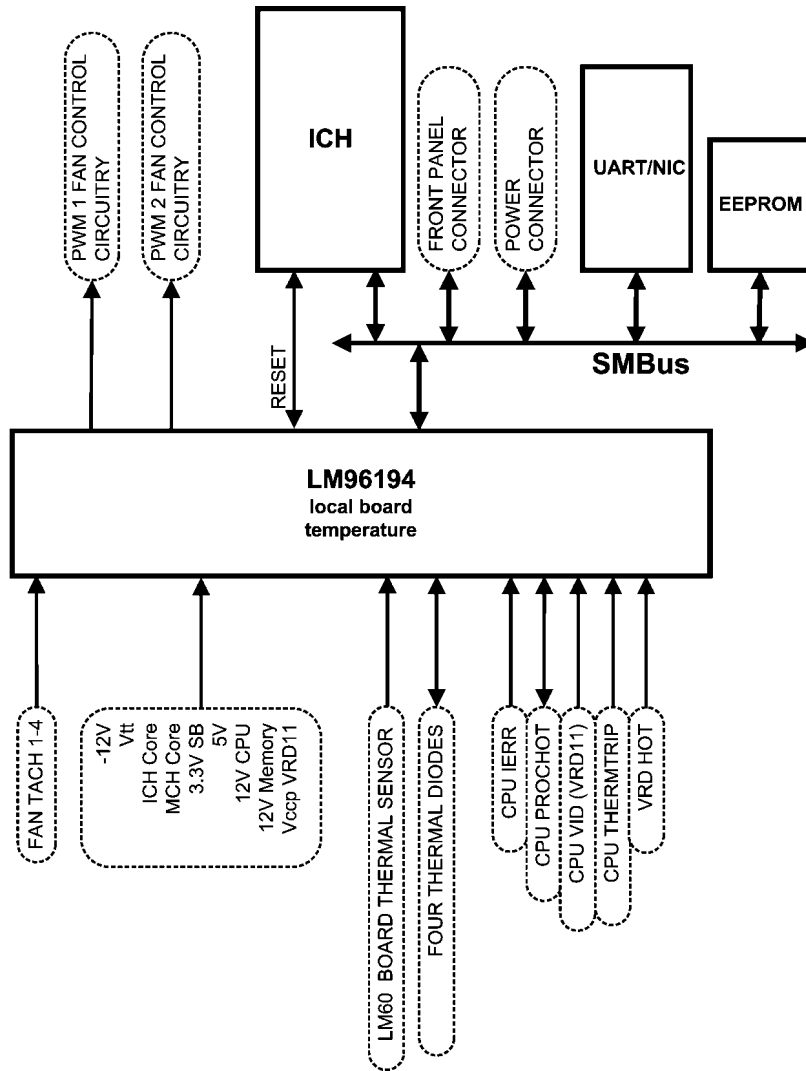 PWM 1 FAN CONTROL
CIRCUITRY
PWM 2 FAN CONTROL
CIRCUITRY
ICH
FRONT PANEL
CONNECTOR
POWER
CONNECTOR
UART/NIC
EEPROM
RESET
SMBus
LM96194
local board
temperature
FAN TACH 1-4
-12V
Vtt
ICH Core
MCH Core
3.3V SB
5V
12V CPU
12V Memory
Vccp VRD11
LM60 BOARD THERMAL SENSOR
FOUR THERMAL DIODES
CPU IERR
CPU PROCHOT
CPU VID (VRD11)
CPU THERMTRIP
VRD HOT